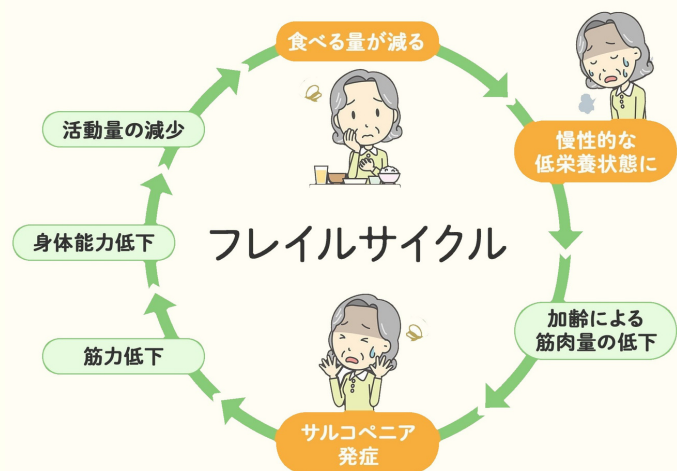 食べる量が減る
慢性的な
低栄養状態に
加齢による
筋肉量の低下
サルコペニア
発症
筋力低下
身体能力低下
活動量の減少
フレイルサイクル